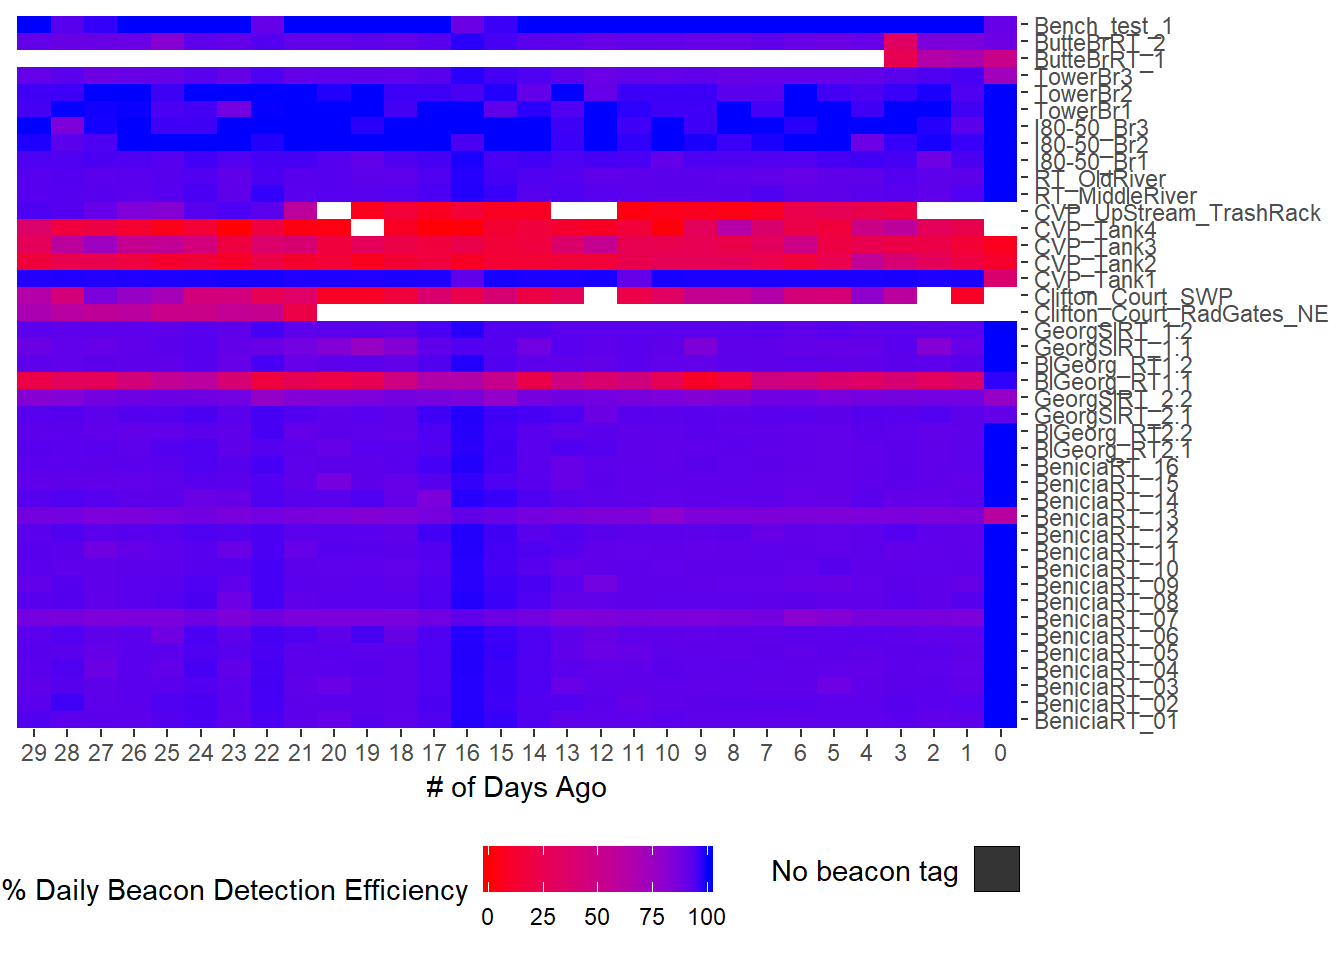 Bench_test_1
ButteBrRT_2
ButteBrRT_1
TowerBr3
TowerBr2
TowerBr1
I80-50_Br3
I80-50_Br2
I80-50_Br1
RT_OldRiver
RT_MiddleRiver
CVP_UpStream_TrashRack
CVP_Tank4
CVP_Tank3
CVP_Tank2
CVP_Tank1
Clifton_Court_SWP
Clifton_Court_RadGates_NE
GeorgSlRT_1.2
GeorgSlRT_1.1
BlGeorg_RT1.2
BlGeorg_RT1.1
GeorgSlRT_2.2
GeorgSlRT_2.1
BlGeorg_RT2.2
BlGeorg_RT2.1
BeniciaRT_16
BeniciaRT_15
BeniciaRT_14
BeniciaRT_13
BeniciaRT_12
BeniciaRT_11
BeniciaRT_10
BeniciaRT_09
BeniciaRT_08
BeniciaRT_07
BeniciaRT_06
BeniciaRT_05
BeniciaRT_04
BeniciaRT_03
BeniciaRT_02
BeniciaRT_01
29 28 27 26 25 24 23 22 21 20 19 18 17 16 15 14 13 12 11 10 9 8 7 6 5 4 3 2 1 0
# of Days Ago
% Daily Beacon Detection Efficiency
0 25 50 75 100
No beacon tag